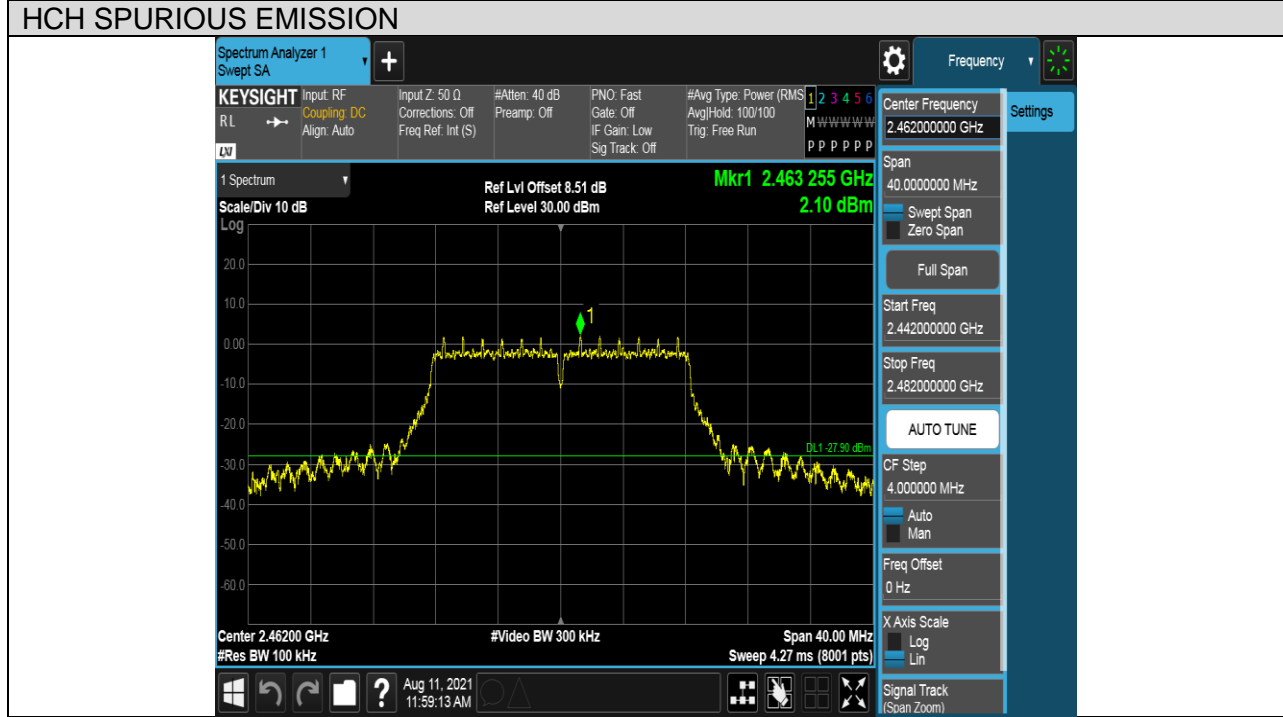 HCH SPURIOUS EMISSION
Spectrum Analyzer 1
Swept SA
+
Frequency
KEYSIGHT
RL
LXI
Input: RF
Coupling: DC
Align: Auto
Input Z: 50 Ω
Corrections: Off
Freq Ref: Int (S)
#Atten: 40 dB
Preamp: Off
PNO: Fast
Gate: Off
IF Gain: Low
Sig Track: Off
#Avg Type: Power (RMS
Avg|Hold: 100/100
Trig: Free Run
1 2 3 4 5 6
M W W W W W
P P P P P P
1 Spectrum
Scale/Div 10 dB
Ref Lvl Offset 8.51 dB
Ref Level 30.00 dBm
Mkr1 2.463 255 GHz
2.10 dBm
Log
20.0
10.0
0.00
-10.0
-20.0
-30.0
-40.0
-50.0
-60.0
1
DL1 -27.90 dBm
Center 2.46200 GHz
#Res BW 100 kHz
#Video BW 300 kHz
Span 40.00 MHz
Sweep 4.27 ms (8001 pts)
Center Frequency
2.462000000 GHz
Settings
Span
40.0000000 MHz
Swept Span
Zero Span
Full Span
Start Freq
2.442000000 GHz
Stop Freq
2.482000000 GHz
AUTO TUNE
CF Step
4.000000 MHz
Auto
Man
Freq Offset
0 Hz
X Axis Scale
Log
Lin
Signal Track
(Span Zoom)
?
Aug 11, 2021
11:59:13 AM